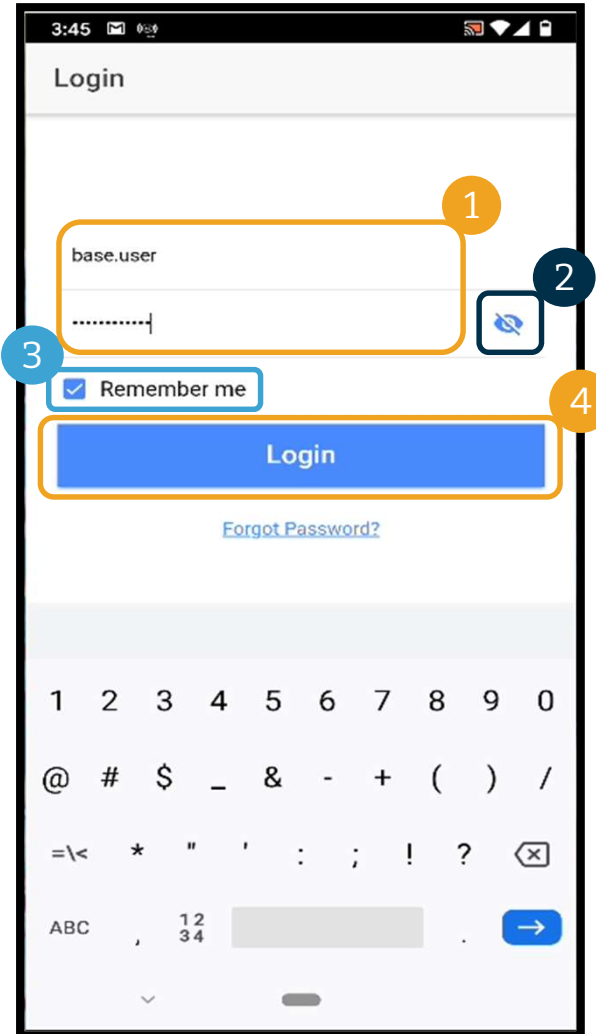 3:45
Login
1
base.user
2
••••••••••••
3
Remember me
4
Login
Forgot Password?
1 2 3 4 5 6 7 8 9 0
@ # $ _ & - + ( ) /
=\< * " ' : ; ! ?
ABC , 12 .
34